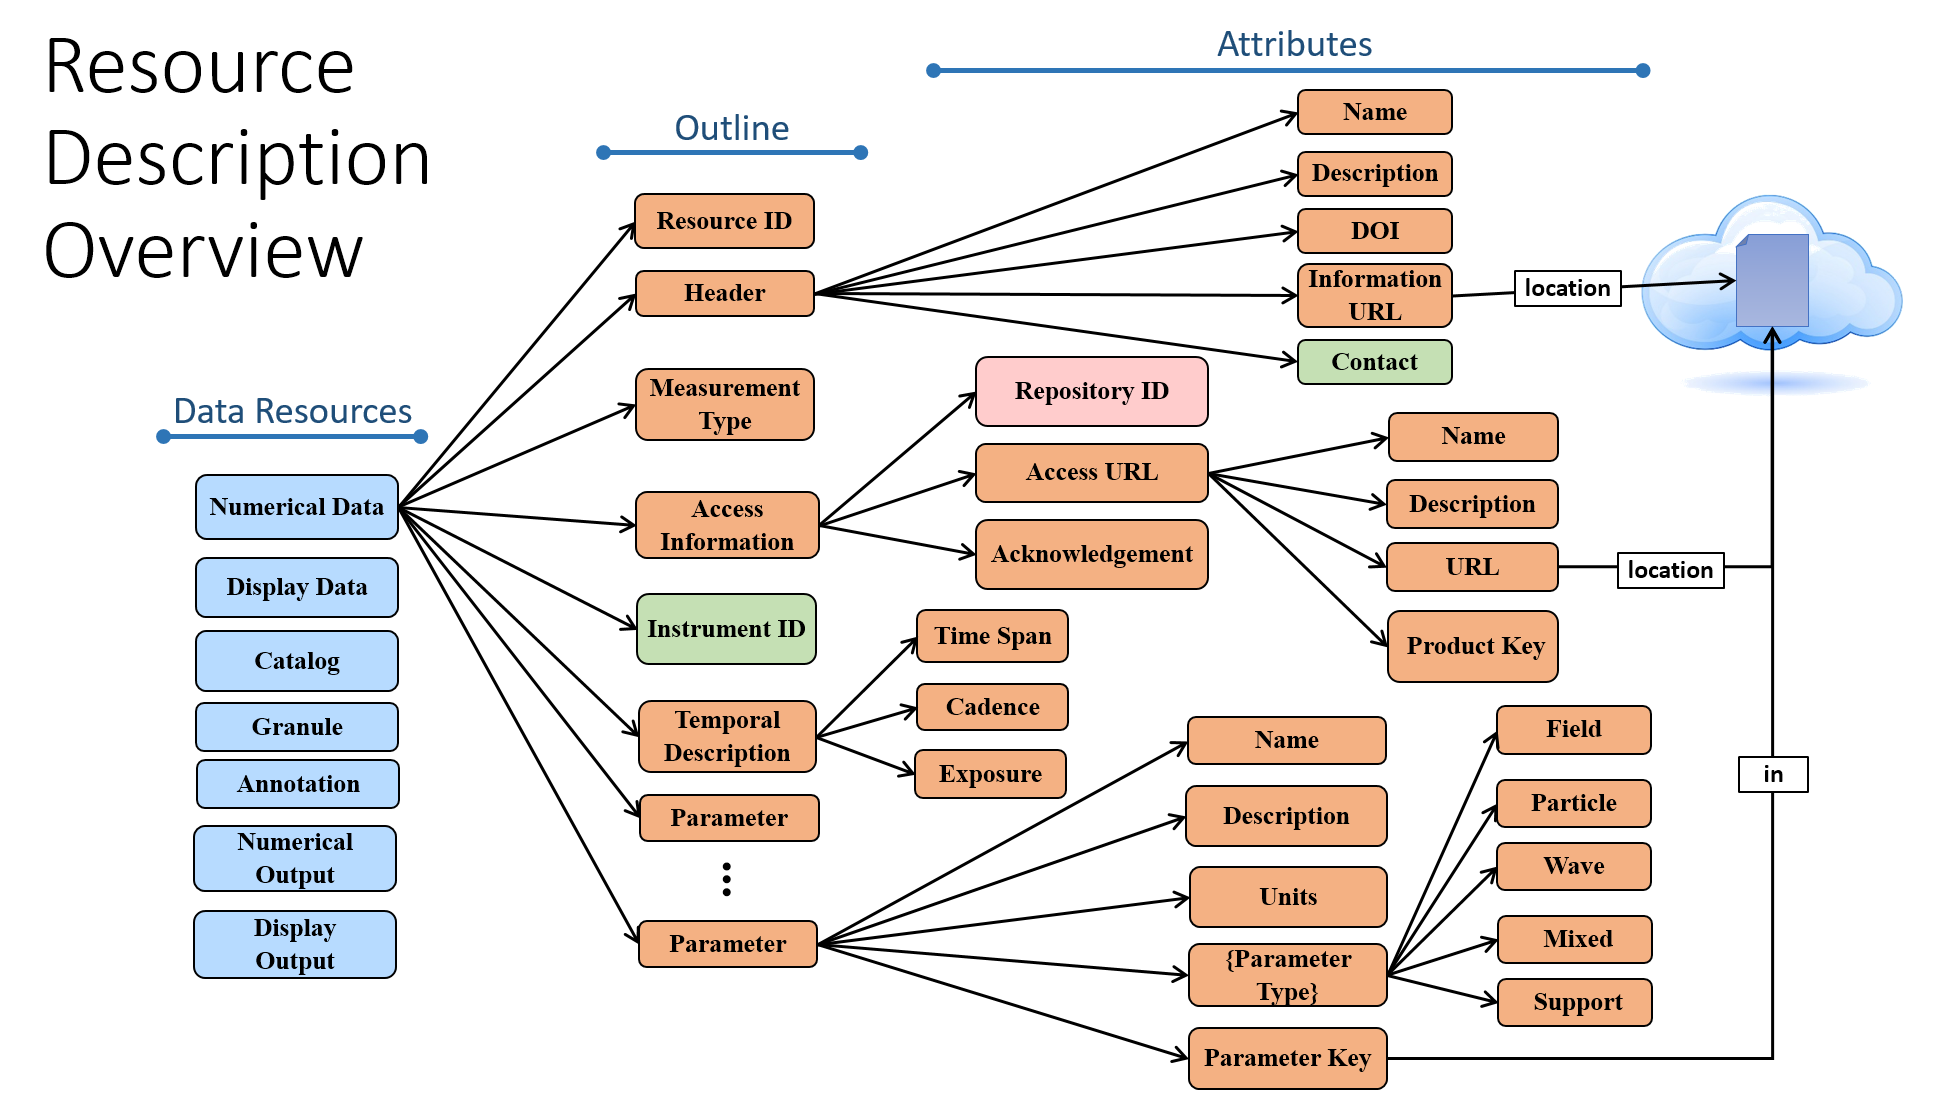 Resource
Description
Overview
Attributes
Outline
Data Resources
Numerical Data
Display Data
Catalog
Granule
Annotation
Numerical
Output
Display
Output
Resource ID
Header
Measurement
Type
Access
Information
Instrument ID
Temporal
Description
Parameter
Parameter
Name
Description
DOI
Information
URL
Contact
location
Repository ID
Access URL
Acknowledgement
Name
Description
URL
Product Key
location
Time Span
Cadence
Exposure
Name
Description
Units
{Parameter
Type}
Parameter Key
Field
Particle
Wave
Mixed
Support
in